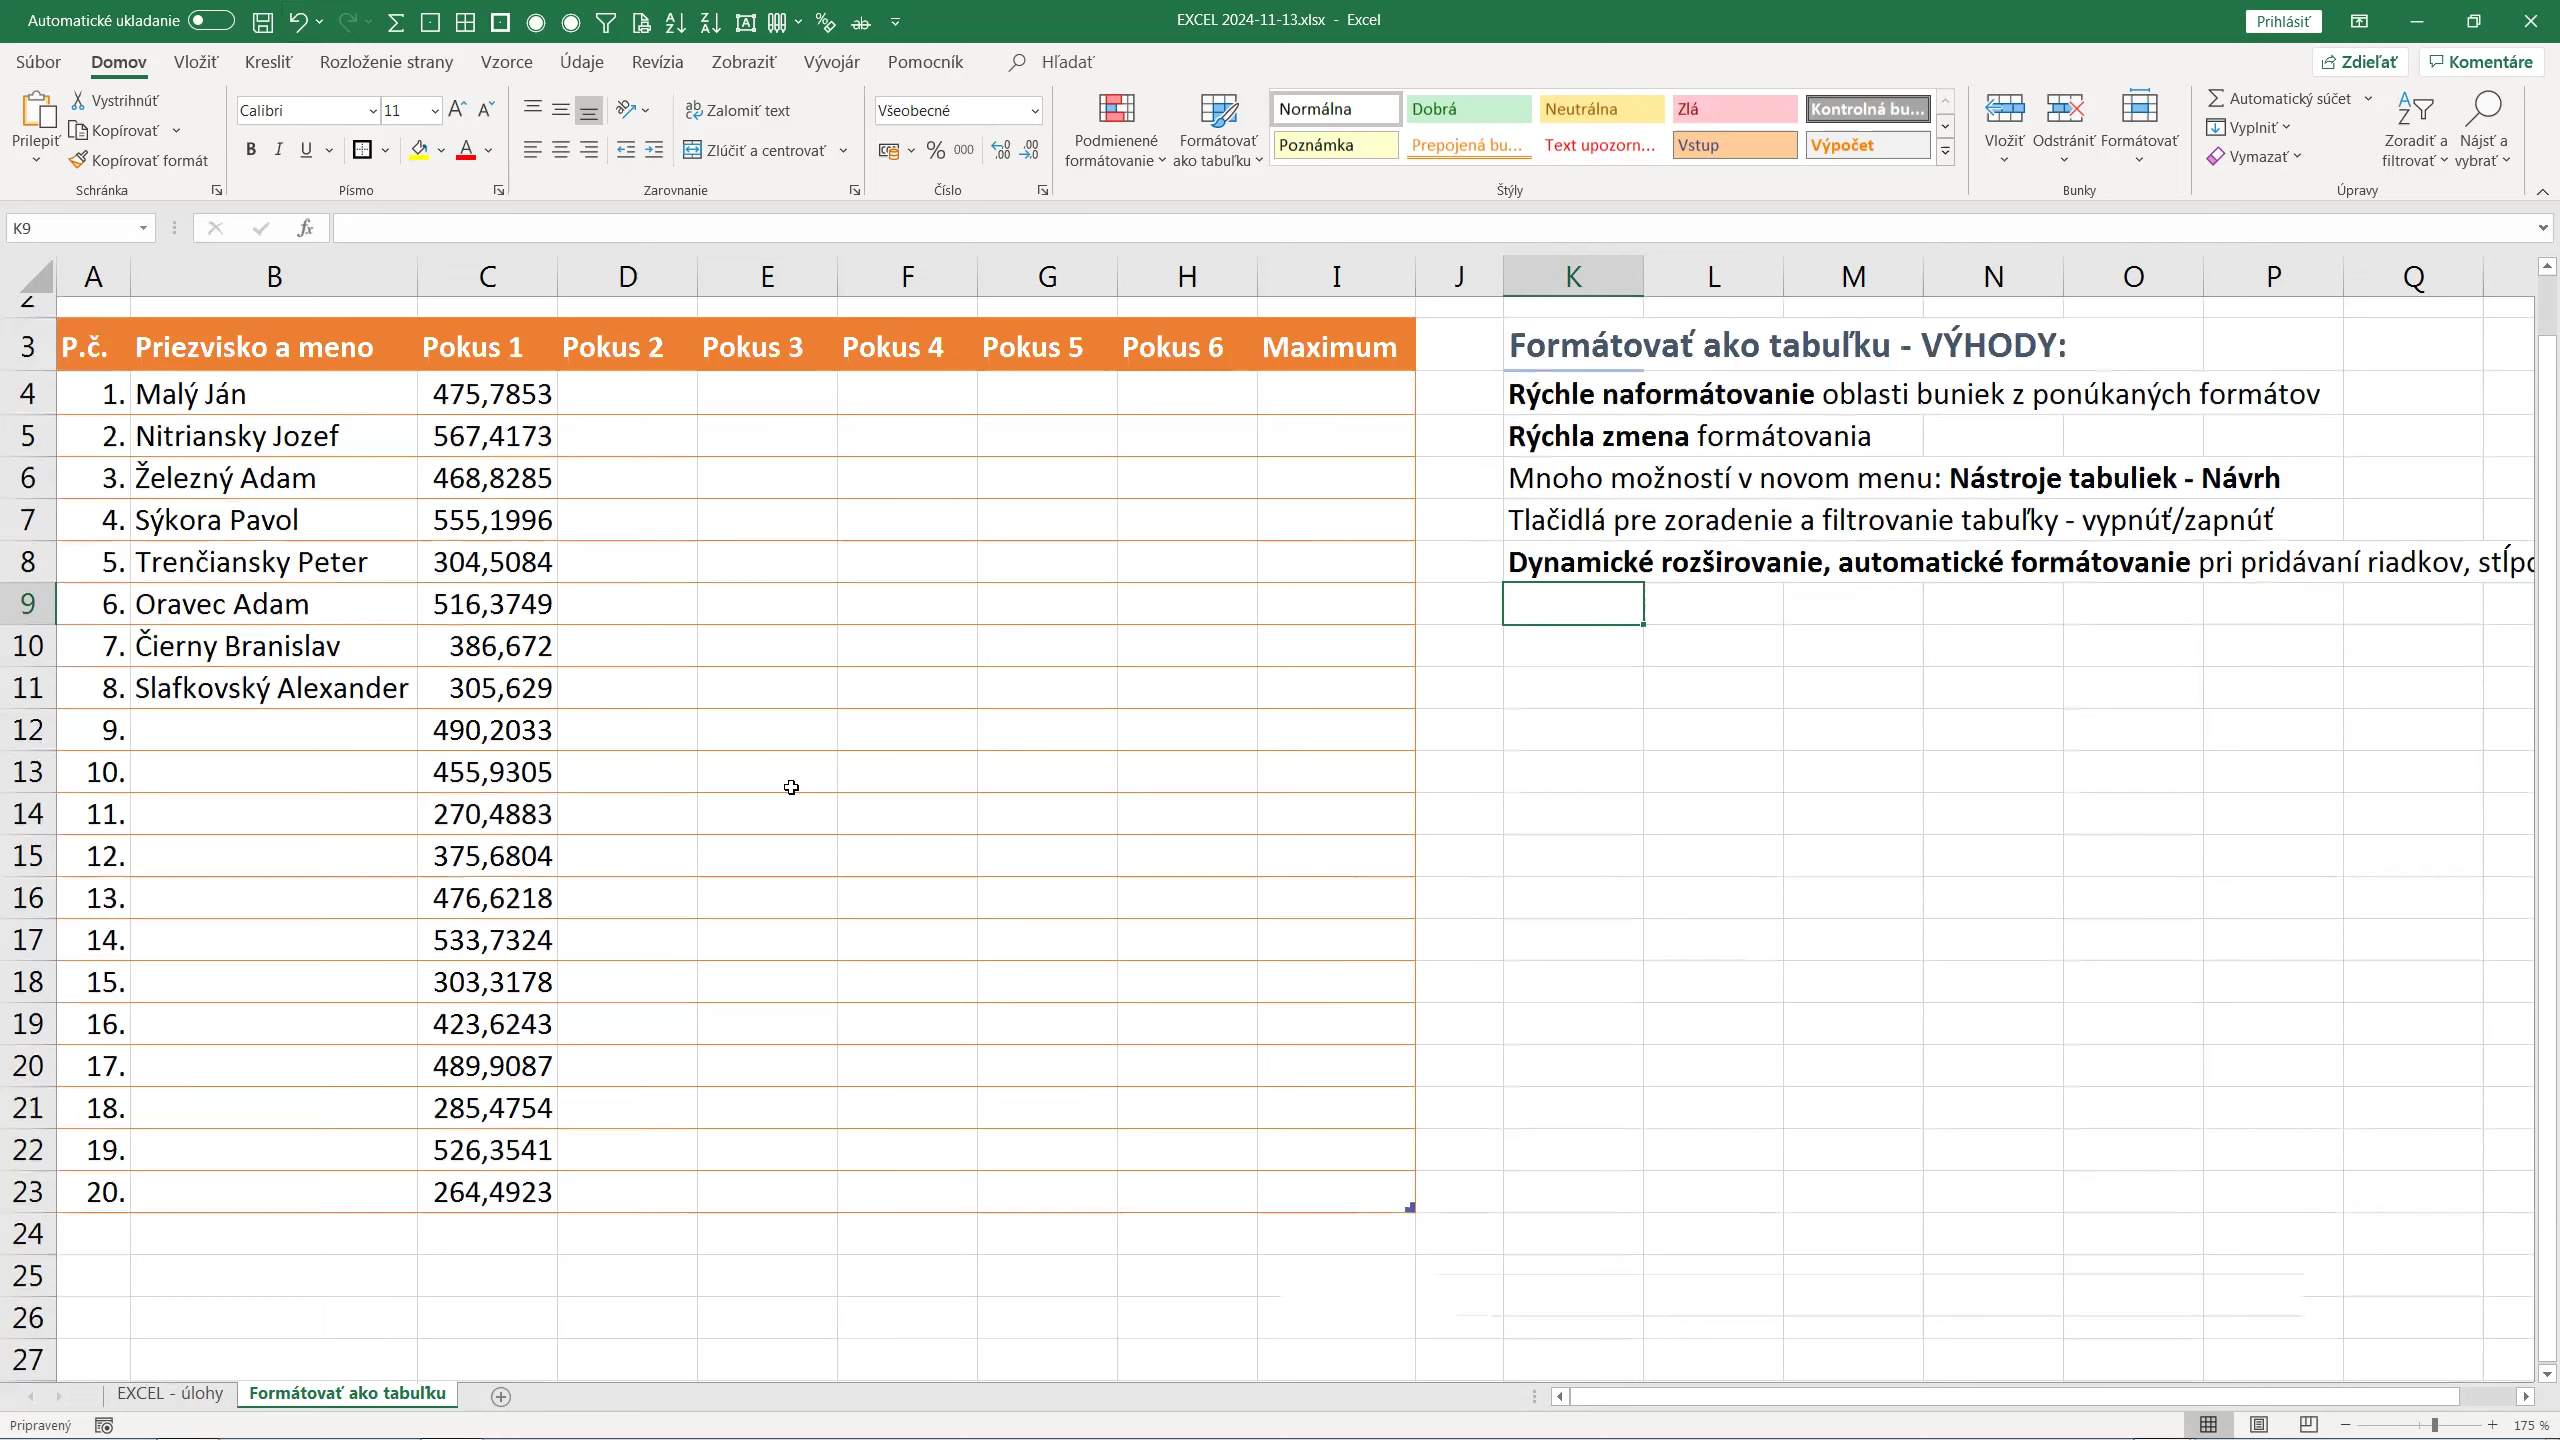 Automatické ukladanie
EXCEL 2024-11-13.xlsx - Excel
Prihlásiť
Súbor Domov Vložiť Kresliť Rozloženie strany Vzorce Údaje Revízia Zobraziť Vývojár Pomocník Hľadať Zdieľať Komentáre
Prilepiť
Vystrihnúť
Kopírovať
Kopírovať formát
Schránka
Calibri 11
B I U A
Písmo
Zalomiť text
Zlúčiť a centrovať
Zarovnanie
Všeobecné
% 000
Číslo
Podmienené formátovanie
Formátovať ako tabuľku
Normálna Dobrá Neutrálna Zlá Kontrolná bu...
Poznámka Prepojená bu... Text upozorn... Vstup Výpočet
Štýly
Vložiť Odstrániť Formátovať
Bunky
Automatický súčet
Vyplniť
Vymazať
Zoradiť a filtrovať
Nájsť a vybrať
Úpravy
K9 fx
A B C D E F G H I J K L M N O P Q
2
3 P.č. Priezvisko a meno Pokus 1 Pokus 2 Pokus 3 Pokus 4 Pokus 5 Pokus 6 Maximum Formátovať ako tabuľku - VÝHODY:
4 1. Malý Ján 475,7853 Rýchle naformátovanie oblasti buniek z ponúkaných formátov
5 2. Nitriansky Jozef 567,4173 Rýchla zmena formátovania
6 3. Železný Adam 468,8285 Mnoho možností v novom menu: Nástroje tabuliek - Návrh
7 4. Sýkora Pavol 555,1996 Tlačidlá pre zoradenie a filtrovanie tabuľky - vypnúť/zapnúť
8 5. Trenčiansky Peter 304,5084 Dynamické rozširovanie, automatické formátovanie pri pridávaní riadkov, stĺpc
9 6. Oravec Adam 516,3749
10 7. Čierny Branislav 386,672
11 8. Slafkovský Alexander 305,629
12 9. 490,2033
13 10. 455,9305
14 11. 270,4883
15 12. 375,6804
16 13. 476,6218
17 14. 533,7324
18 15. 303,3178
19 16. 423,6243
20 17. 489,9087
21 18. 285,4754
22 19. 526,3541
23 20. 264,4923
24
25
26
27
EXCEL - úlohy Formátovať ako tabuľku
Pripravený 175 %